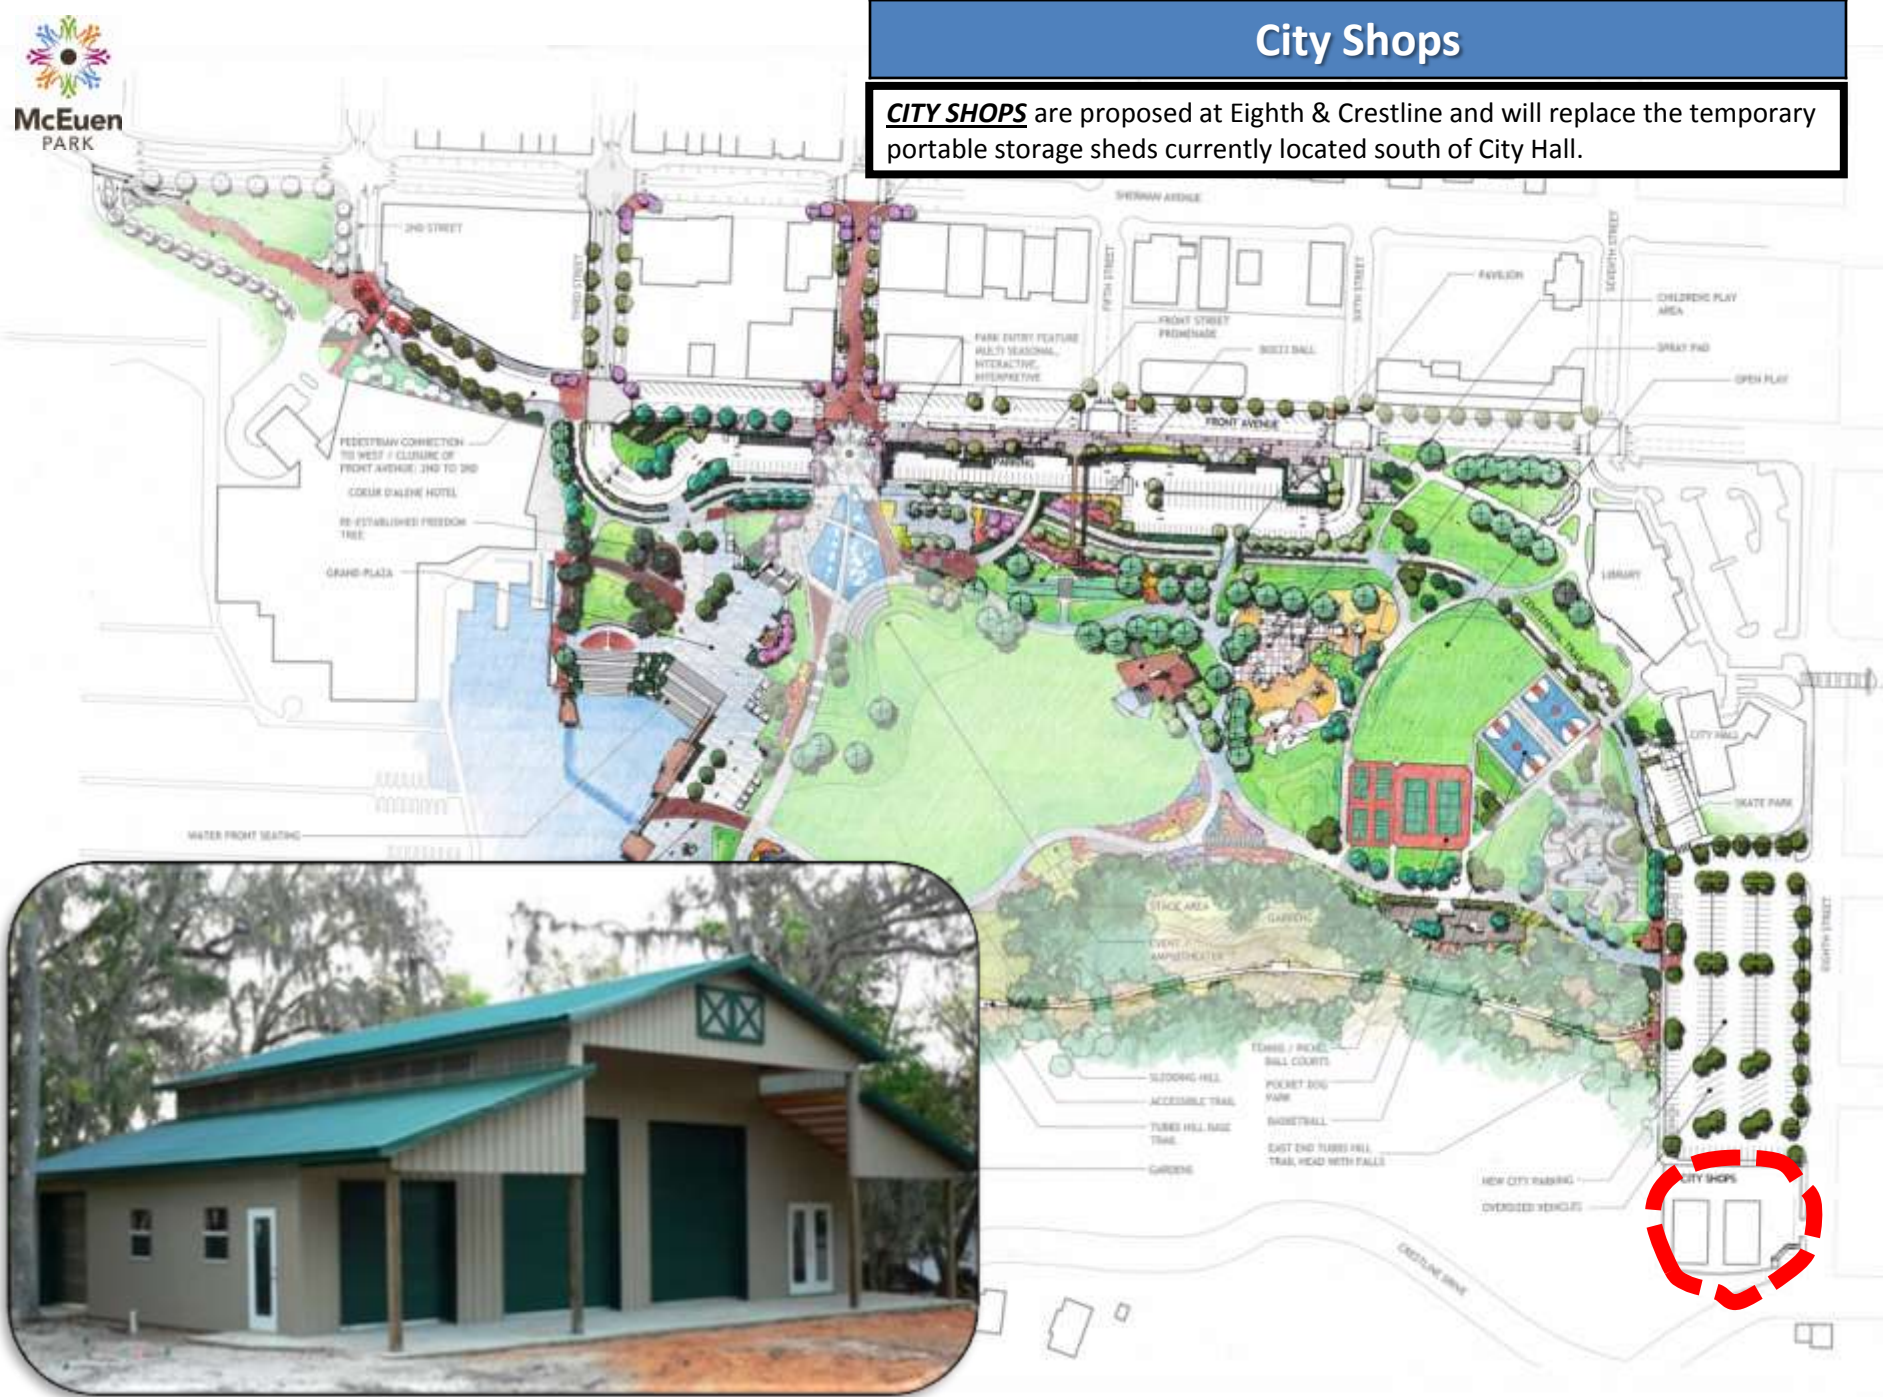 McEuen
PARK
City Shops
CITY SHOPS are proposed at Eighth & Crestline and will replace the temporary
portable storage sheds currently located south of City Hall.
SHERMAN AVENUE
2ND STREET
THIRD STREET
FIFTH STREET
SIXTH STREET
SEVENTH STREET
PAVILION
CHILDRENS PLAY
AREA
SPRAY PAD
OPEN PLAY
FRONT STREET
PROMENADE
BOCCI BALL
PARK ENTRY FEATURE
MULTI SEASONAL,
INTERACTIVE,
INTERPRETIVE
FRONT AVENUE
PARKING
PEDESTRIAN CONNECTION
TO WEST / CLOSURE OF
FRONT AVENUE: 2ND TO 3RD
COEUR D'ALENE HOTEL
RE-ESTABLISHED FREEDOM
TREE
GRAND PLAZA
LIBRARY
CENTENNIAL TRAIL
CITY HALL
SKATE PARK
WATER FRONT SEATING
EIGHTH STREET
STAGE AREA
GARDENS
EVENT
AMPHITHEATER
SLEDDING HILL
ACCESSIBLE TRAIL
TUBBS HILL BASE
TRAIL
GARDENS
TENNIS / PICKEL
BALL COURTS
POCKET DOG
PARK
BASKETBALL
EAST END TUBBS HILL
TRAIL HEAD WITH FALLS
NEW CITY PARKING
OVERSIZED VEHICLES
CITY SHOPS
CRESTLINE DRIVE